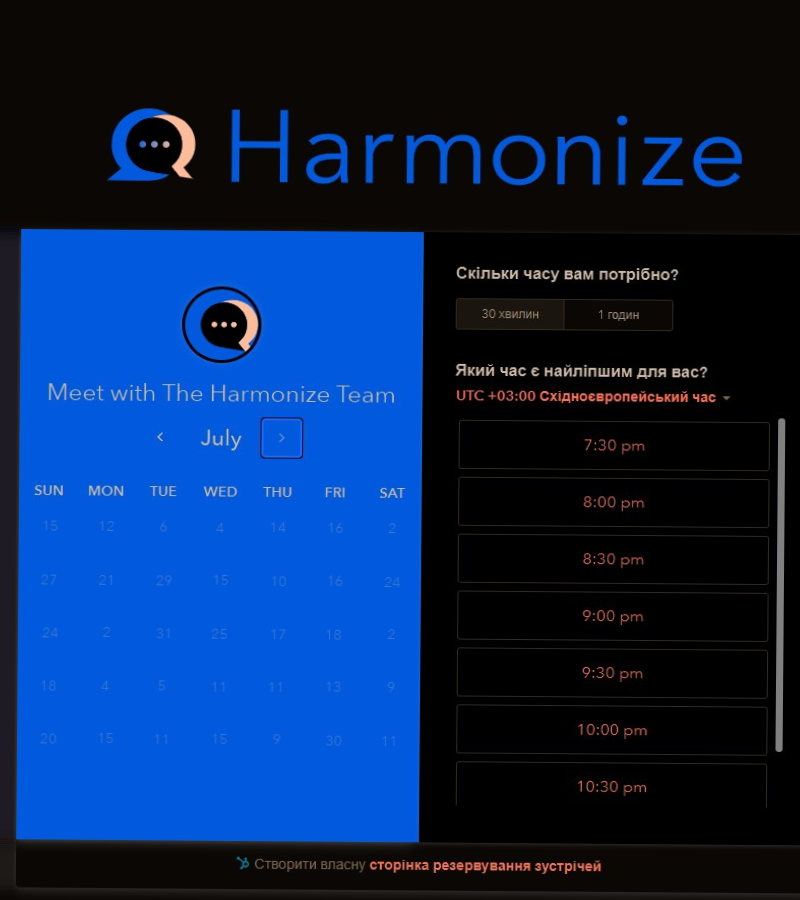 Harmonize
Meet with The Harmonize Team
July
SUN MON TUE WED THU FRI SAT
15 12 6 4 14 16 2
27 21 29 15 10 16 24
24 2 31 25 17 18 2
18 4 5 11 11 13 9
20 15 11 15 9 30 11
Скільки часу вам потрібно?
30 хвилин 1 годин
Який час є найліпшим для вас?
UTC +03:00 Східноєвропейський час
7:30 pm
8:00 pm
8:30 pm
9:00 pm
9:30 pm
10:00 pm
10:30 pm
Створити власну сторінка резервування зустрічей